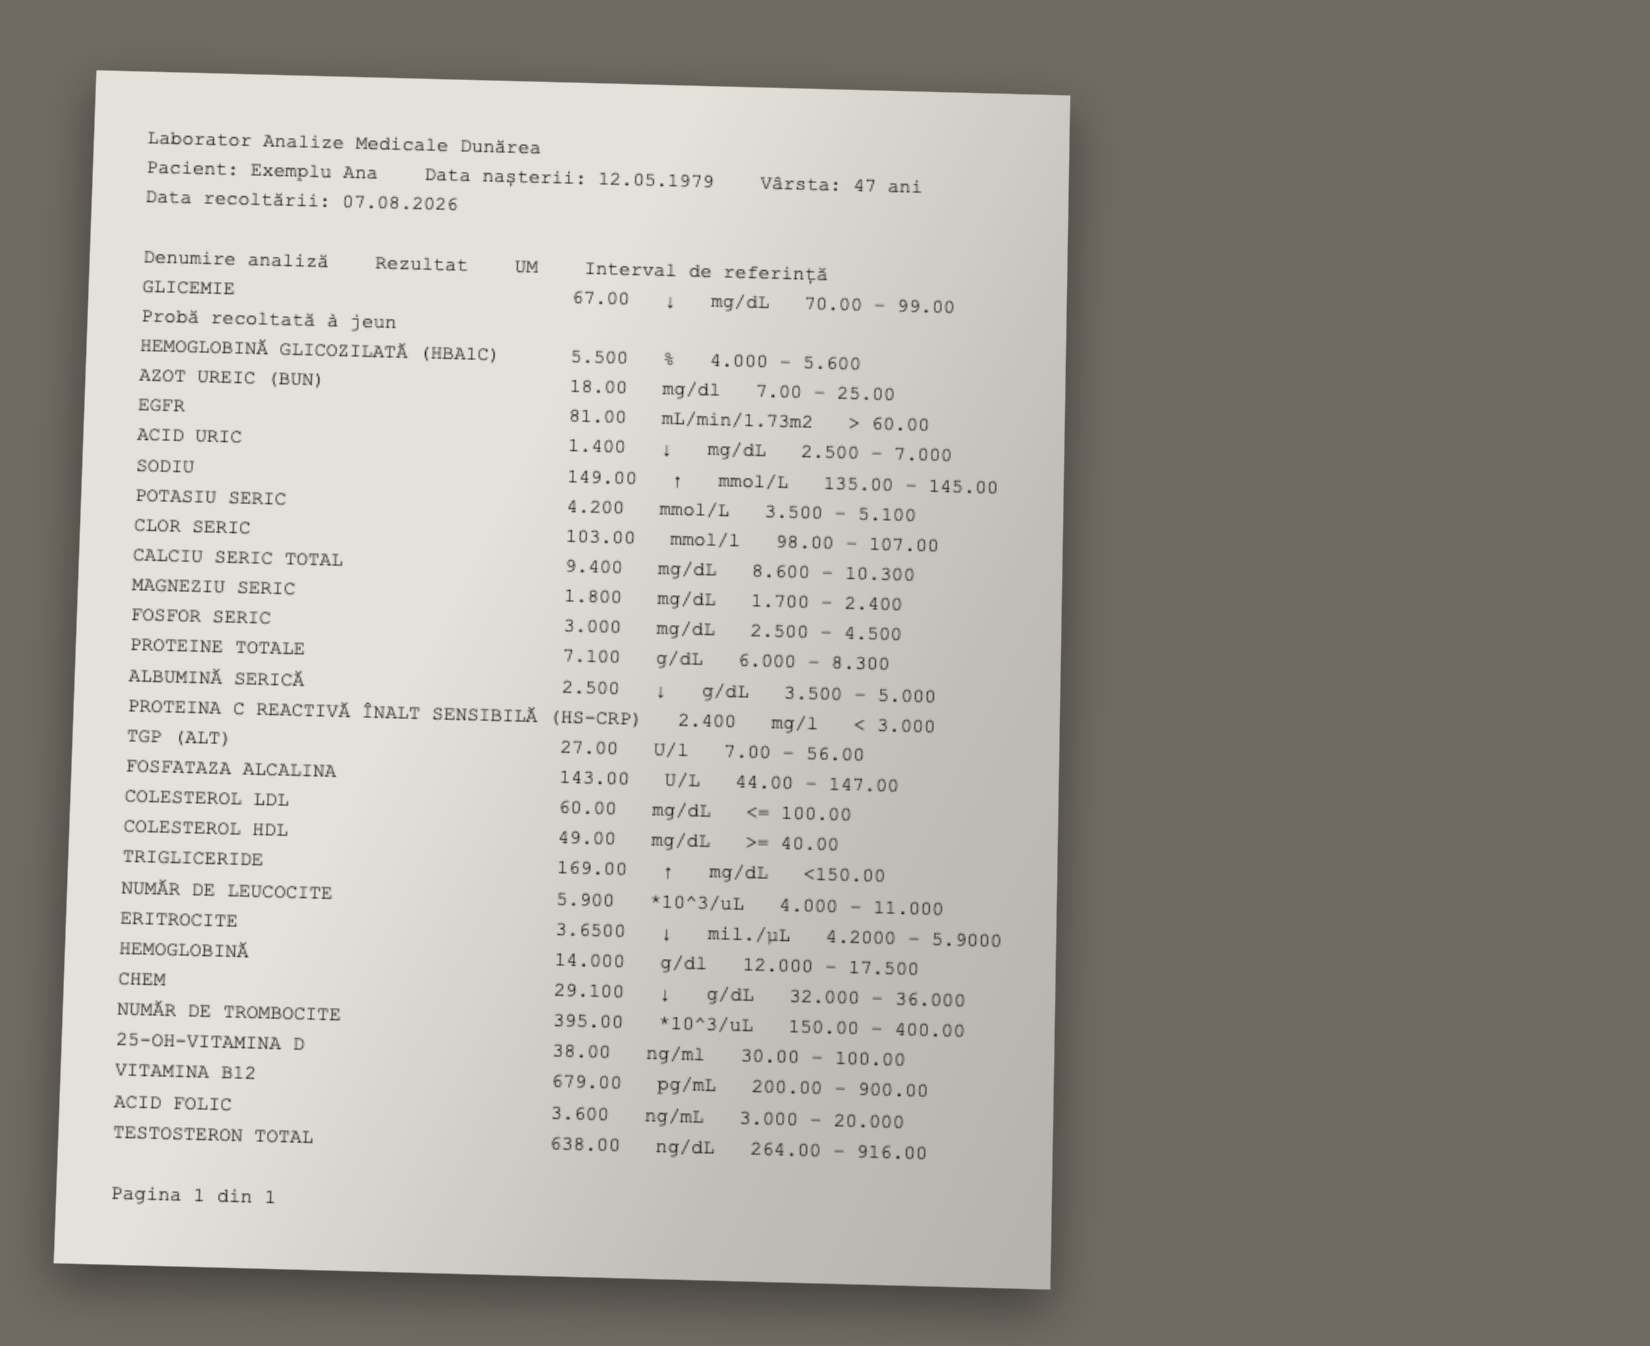 Laborator Analize Medicale Dunărea
Pacient: Exemplu Ana    Data nașterii: 12.05.1979    Vârsta: 47 ani
Data recoltării: 07.08.2026
Denumire analiză    Rezultat    UM    Interval de referință
GLICEMIE    67.00   ↓   mg/dL   70.00 – 99.00
Probă recoltată à jeun
HEMOGLOBINĂ GLICOZILATĂ (HBA1C)    5.500   %   4.000 – 5.600
AZOT UREIC (BUN)    18.00   mg/dl   7.00 – 25.00
EGFR    81.00   mL/min/1.73m2   > 60.00
ACID URIC    1.400   ↓   mg/dL   2.500 – 7.000
SODIU    149.00   ↑   mmol/L   135.00 – 145.00
POTASIU SERIC    4.200   mmol/L   3.500 – 5.100
CLOR SERIC    103.00   mmol/l   98.00 – 107.00
CALCIU SERIC TOTAL    9.400   mg/dL   8.600 – 10.300
MAGNEZIU SERIC    1.800   mg/dL   1.700 – 2.400
FOSFOR SERIC    3.000   mg/dL   2.500 – 4.500
PROTEINE TOTALE    7.100   g/dL   6.000 – 8.300
ALBUMINĂ SERICĂ    2.500   ↓   g/dL   3.500 – 5.000
PROTEINA C REACTIVĂ ÎNALT SENSIBILĂ (HS-CRP)   2.400   mg/l   < 3.000
TGP (ALT)    27.00   U/l   7.00 – 56.00
FOSFATAZA ALCALINA    143.00   U/L   44.00 – 147.00
COLESTEROL LDL    60.00   mg/dL   <= 100.00
COLESTEROL HDL    49.00   mg/dL   >= 40.00
TRIGLICERIDE    169.00   ↑   mg/dL   <150.00
NUMĂR DE LEUCOCITE    5.900   *10^3/uL   4.000 – 11.000
ERITROCITE    3.6500   ↓   mil./µL   4.2000 – 5.9000
HEMOGLOBINĂ    14.000   g/dl   12.000 – 17.500
CHEM    29.100   ↓   g/dL   32.000 – 36.000
NUMĂR DE TROMBOCITE    395.00   *10^3/uL   150.00 – 400.00
25-OH-VITAMINA D    38.00   ng/ml   30.00 – 100.00
VITAMINA B12    679.00   pg/mL   200.00 – 900.00
ACID FOLIC    3.600   ng/mL   3.000 – 20.000
TESTOSTERON TOTAL    638.00   ng/dL   264.00 – 916.00
Pagina 1 din 1